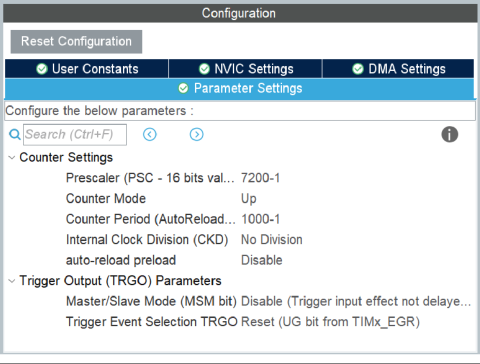 Configuration
Reset Configuration
User Constants NVIC Settings DMA Settings
Parameter Settings
Configure the below parameters :
Search (Ctrl+F)
Counter Settings
Prescaler (PSC - 16 bits val... 7200-1
Counter Mode Up
Counter Period (AutoReload... 1000-1
Internal Clock Division (CKD) No Division
auto-reload preload Disable
Trigger Output (TRGO) Parameters
Master/Slave Mode (MSM bit) Disable (Trigger input effect not delaye...
Trigger Event Selection TRGO Reset (UG bit from TIMx_EGR)